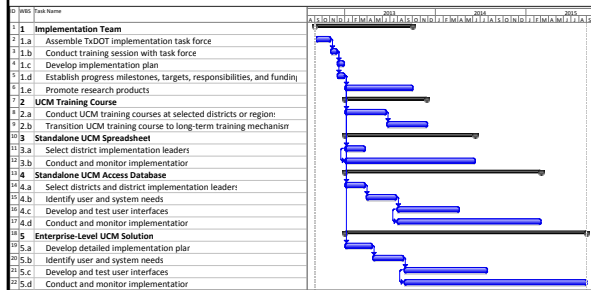 ID WBS Task Name 2013 2014 2015
A S O N D J F M A M J J A S O N D J F M A M J J A S O N D J F M A M J J A S
1 1 Implementation Team
2 1.a Assemble TxDOT implementation task force
3 1.b Conduct training session with task force
4 1.c Develop implementation plan
5 1.d Establish progress milestones, targets, responsibilities, and funding
6 1.e Promote research products
7 2 UCM Training Course
8 2.a Conduct UCM training courses at selected districts or regions
9 2.b Transition UCM training course to long-term training mechanism
10 3 Standalone UCM Spreadsheet
11 3.a Select district implementation leaders
12 3.b Conduct and monitor implementation
13 4 Standalone UCM Access Database
14 4.a Select districts and district implementation leaders
15 4.b Identify user and system needs
16 4.c Develop and test user interfaces
17 4.d Conduct and monitor implementation
18 5 Enterprise-Level UCM Solution
19 5.a Develop detailed implementation plan
20 5.b Identify user and system needs
21 5.c Develop and test user interfaces
22 5.d Conduct and monitor implementation